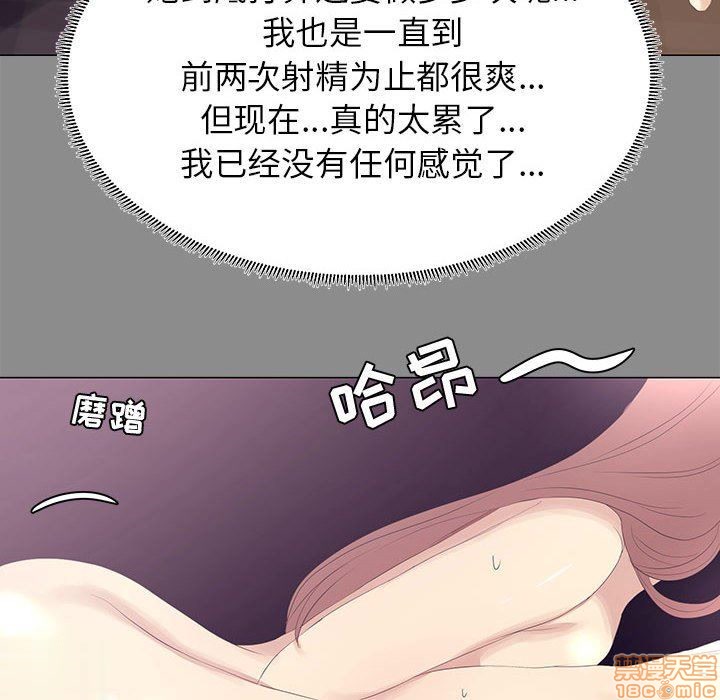 我也是一直到
前两次射精为止都很爽...
但现在...真的太累了...
我已经没有任何感觉了...
哈昂
磨蹭
禁漫天堂
18comic